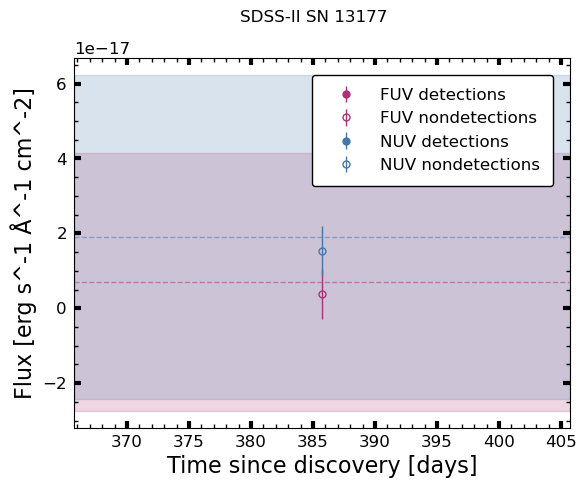 SDSS-II SN 13177
1e−17
6
4
2
0
−2
Flux [erg s^-1 Å^-1 cm^-2]
FUV detections
FUV nondetections
NUV detections
NUV nondetections
370 375 380 385 390 395 400 405
Time since discovery [days]